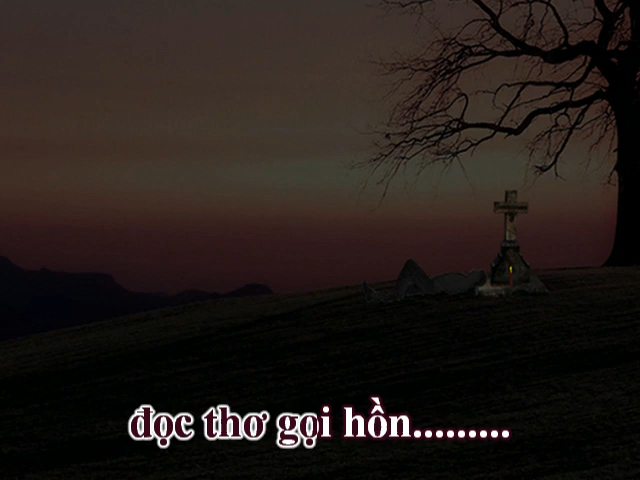 đọc thơ gọi hồn.........